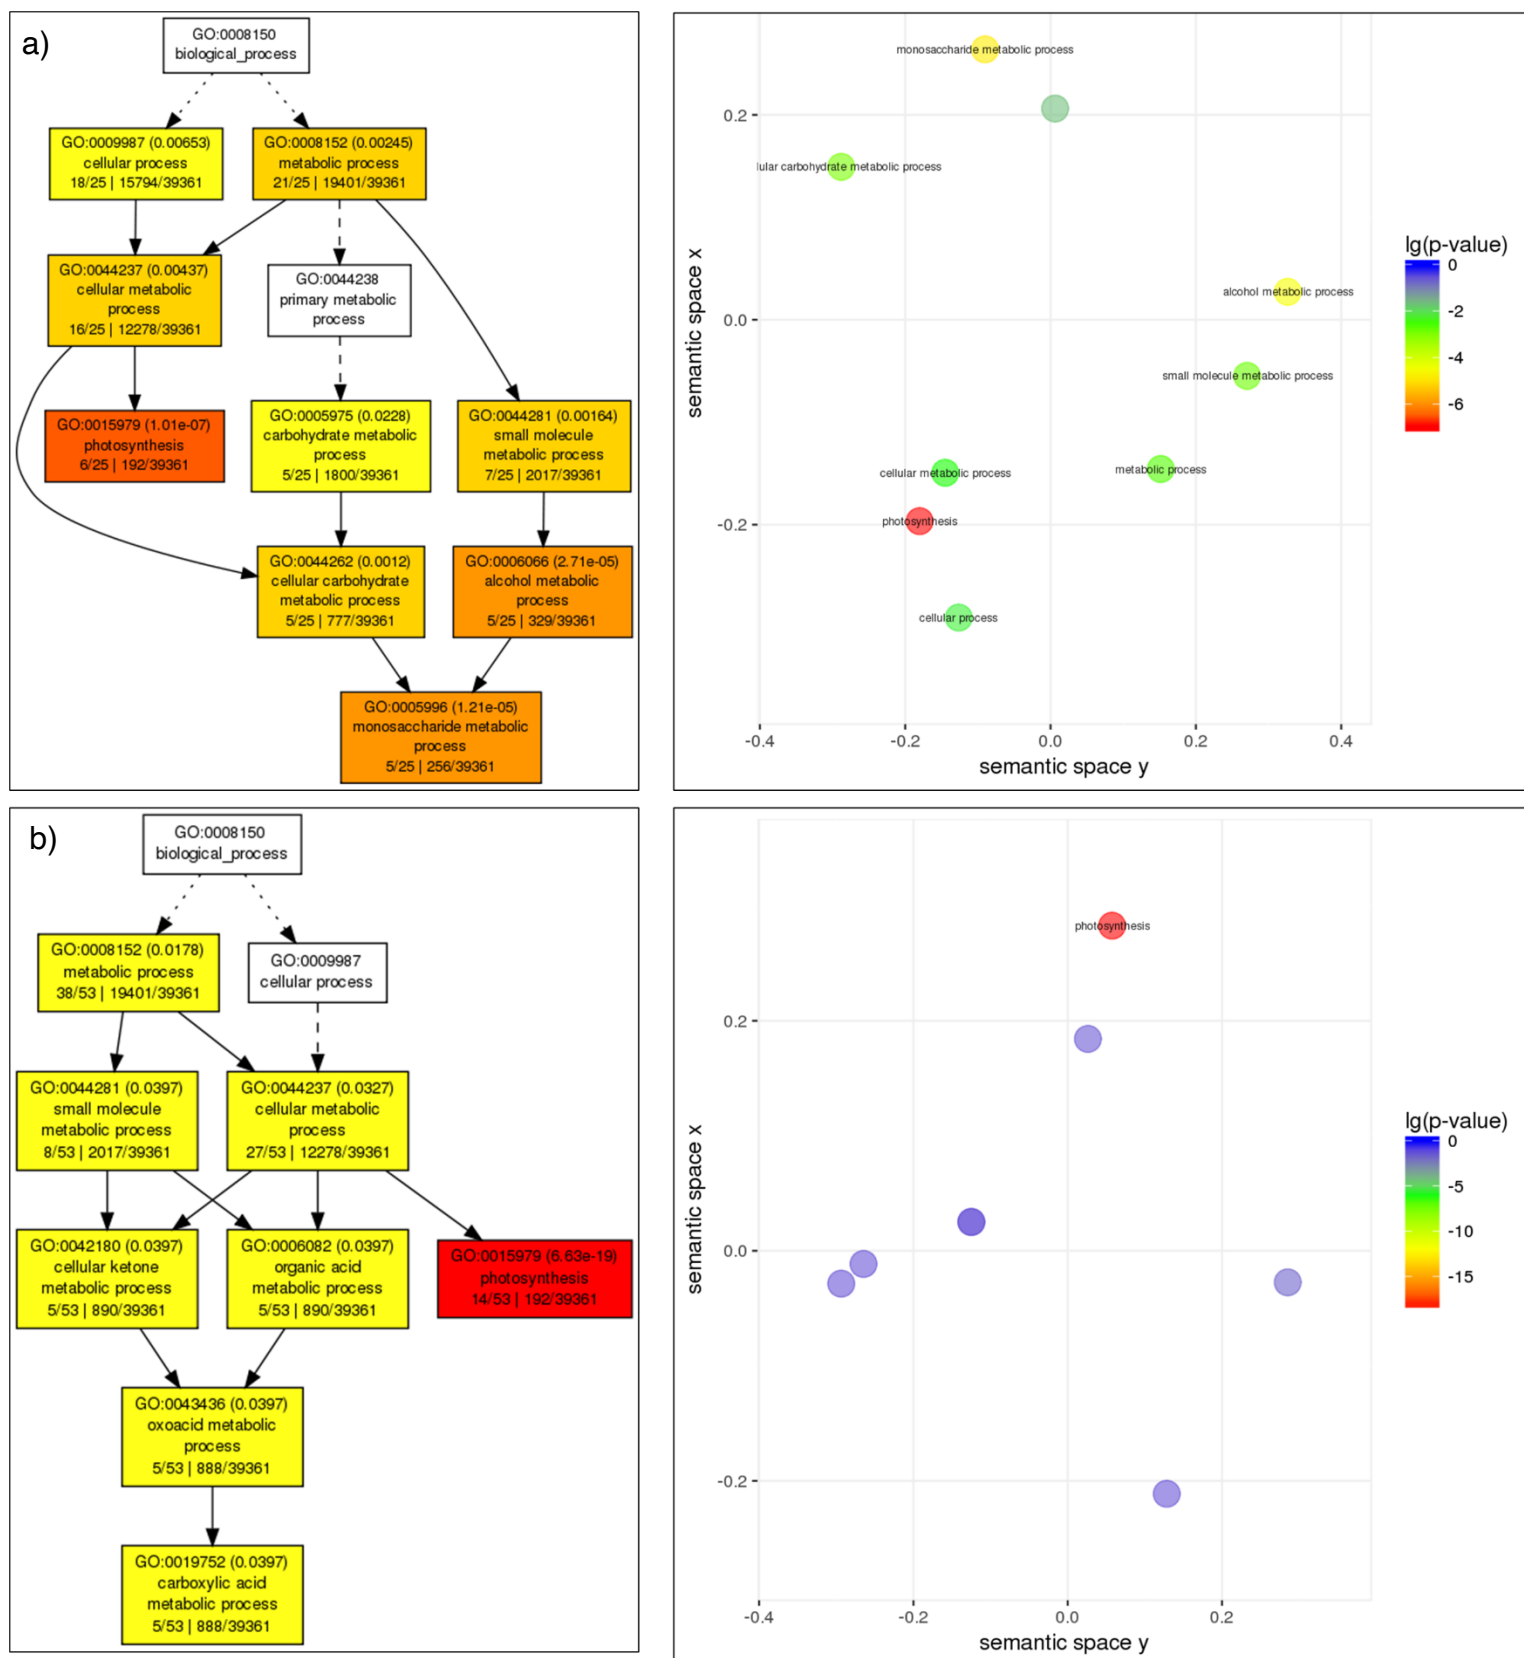 a)
GO:0008150
biological_process
GO:0009987 (0.00653)
cellular process
18/25 | 15794/39361
GO:0008152 (0.00245)
metabolic process
21/25 | 19401/39361
GO:0044237 (0.00437)
cellular metabolic
process
16/25 | 12278/39361
GO:0044238
primary metabolic
process
GO:0015979 (1.01e-07)
photosynthesis
6/25 | 192/39361
GO:0005975 (0.0228)
carbohydrate metabolic
process
5/25 | 1800/39361
GO:0044281 (0.00164)
small molecule
metabolic process
7/25 | 2017/39361
GO:0044262 (0.0012)
cellular carbohydrate
metabolic process
5/25 | 777/39361
GO:0006066 (2.71e-05)
alcohol metabolic
process
5/25 | 329/39361
GO:0005996 (1.21e-05)
monosaccharide metabolic
process
5/25 | 256/39361
monosaccharide metabolic process
lular carbohydrate metabolic process
alcohol metabolic process
small molecule metabolic process
cellular metabolic process
metabolic process
photosynthesis
cellular process
0.2
0.0
-0.2
semantic space x
-0.4
-0.2
0.0
0.2
0.4
semantic space y
lg(p-value)
0
-2
-4
-6
b)
GO:0008150
biological_process
GO:0008152 (0.0178)
metabolic process
38/53 | 19401/39361
GO:0009987
cellular process
GO:0044281 (0.0397)
small molecule
metabolic process
8/53 | 2017/39361
GO:0044237 (0.0327)
cellular metabolic
process
27/53 | 12278/39361
GO:0042180 (0.0397)
cellular ketone
metabolic process
5/53 | 890/39361
GO:0006082 (0.0397)
organic acid
metabolic process
5/53 | 890/39361
GO:0015979 (6.63e-19)
photosynthesis
14/53 | 192/39361
GO:0043436 (0.0397)
oxoacid metabolic
process
5/53 | 888/39361
GO:0019752 (0.0397)
carboxylic acid
metabolic process
5/53 | 888/39361
photosynthesis
0.2
0.0
-0.2
semantic space x
-0.4
-0.2
0.0
0.2
semantic space y
lg(p-value)
0
-5
-10
-15